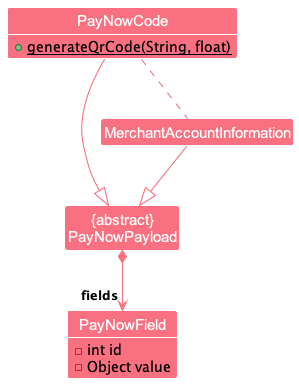 PayNowCode
generateQrCode(String, float)
MerchantAccountInformation
{abstract}
PayNowPayload
fields
PayNowField
int id
Object value